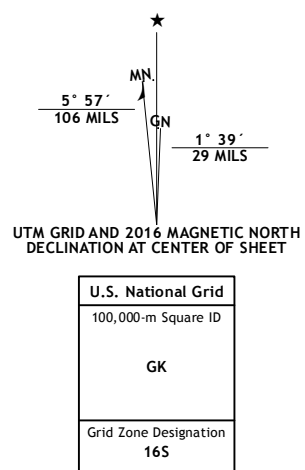 MN.
5° 57´
106 MILS
GN
1° 39´
29 MILS
UTM GRID AND 2016 MAGNETIC NORTH
DECLINATION AT CENTER OF SHEET
U.S. National Grid
100,000-m Square ID
GK
Grid Zone Designation
16S